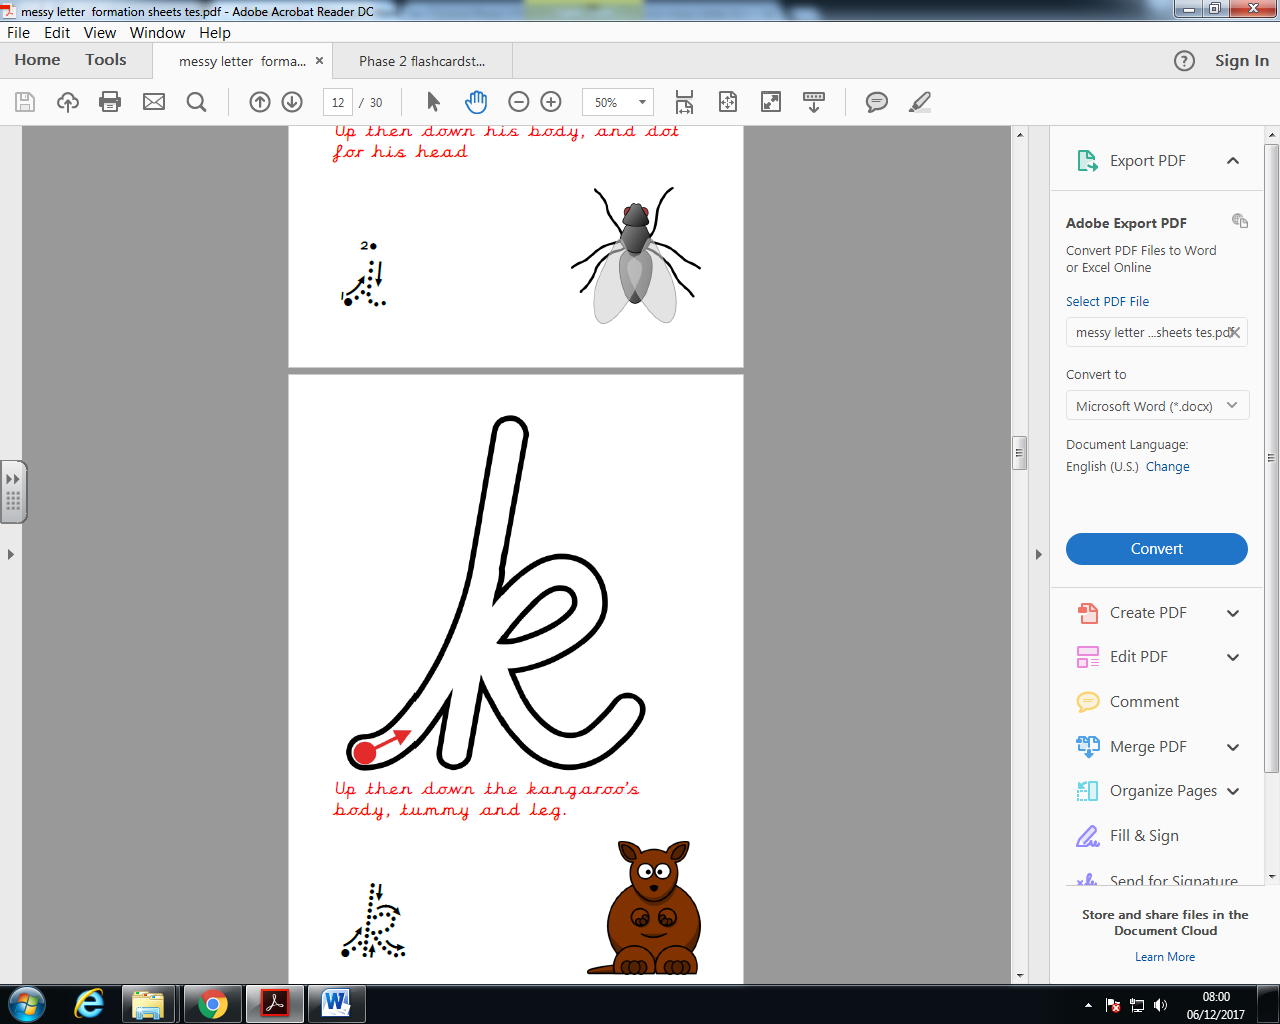 messy letter  formation sheets tes.pdf - Adobe Acrobat Reader DC
File Edit View Window Help
Home Tools messy letter forma... × Phase 2 flashcardst... ? Sign In
12 / 30 50%
Up then down his body, and dot
for his head
2
1
k
Up then down the kangaroo's
body, tummy and leg.
Export PDF
Adobe Export PDF
Convert PDF Files to Word
or Excel Online
Select PDF File
messy letter ...sheets tes.pdf
Convert to
Microsoft Word (*.docx)
Document Language:
English (U.S.) Change
Convert
Create PDF
Edit PDF
Comment
Merge PDF
Organize Pages
Fill & Sign
Send for Signature
Store and share files in the
Document Cloud
Learn More
08:00
06/12/2017